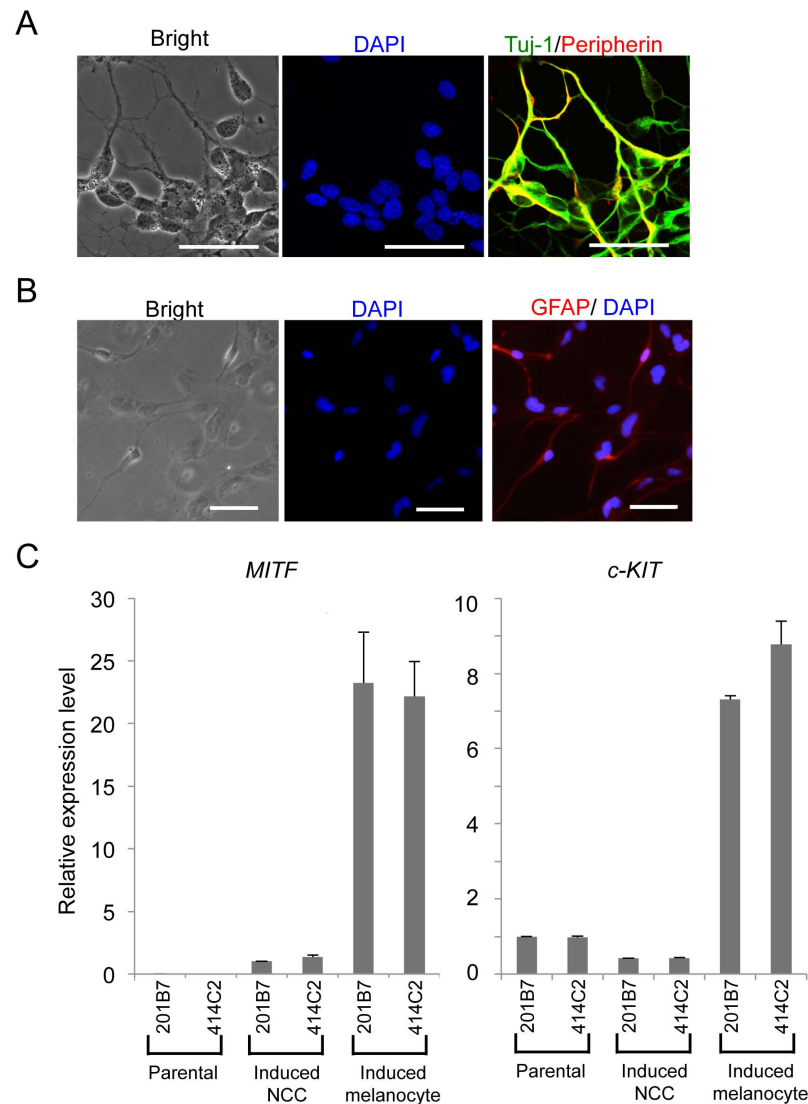 A
Bright
DAPI
Tuj-1/Peripherin
B
Bright
DAPI
GFAP/ DAPI
C
MITF
c-KIT
Relative expression level
30
25
20
15
10
5
0
10
8
6
4
2
0
201B7
414C2
201B7
414C2
201B7
414C2
Parental
Induced
NCC
Induced
melanocyte
201B7
414C2
201B7
414C2
201B7
414C2
Parental
Induced
NCC
Induced
melanocyte